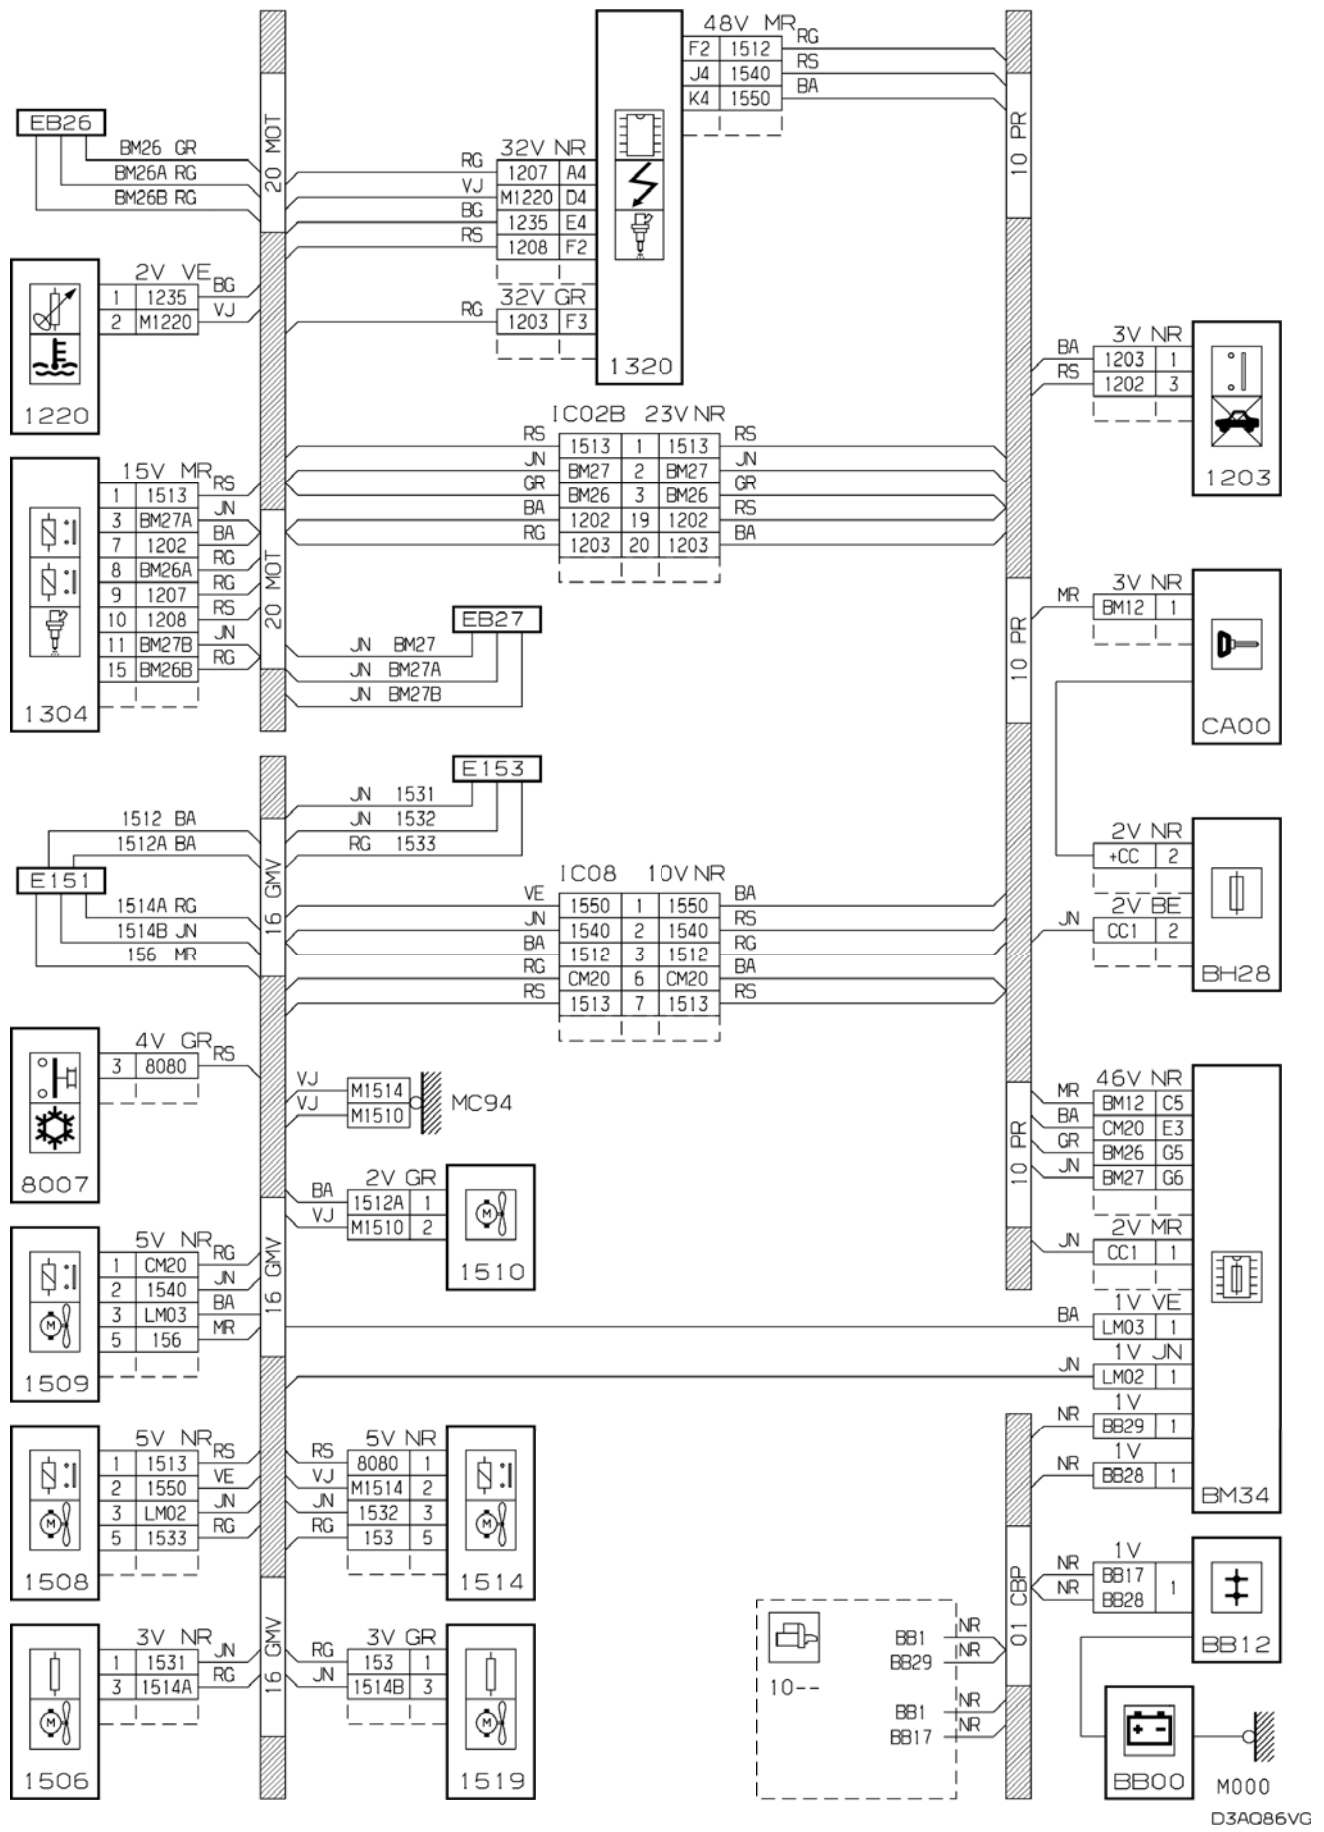 48V MR
F2 1512 RG
J4 1540 RS
K4 1550 BA
EB26
BM26 GR
BM26A RG
BM26B RG
20 MOT
10 PR
32V NR
RG 1207 A4
VJ M1220 D4
BG 1235 E4
RS 1208 F2
32V GR
RG 1203 F3
1320
2V VE
1 1235 BG
2 M1220 VJ
1220
3V NR
BA 1203 1
RS 1202 3
1203
IC02B 23V NR
RS 1513 1 1513 RS
JN BM27 2 BM27 JN
GR BM26 3 BM26 GR
BA 1202 19 1202 RS
RG 1203 20 1203 BA
15V MR
1 1513 RS
3 BM27A JN
7 1202 BA
8 BM26A RG
9 1207 RG
10 1208 RS
11 BM27B JN
15 BM26B RG
1304
20 MOT
EB27
JN BM27
JN BM27A
JN BM27B
10 PR
3V NR
MR BM12 1
CA00
E153
JN 1531
JN 1532
RG 1533
1512 BA
1512A BA
E151
1514A RG
1514B JN
156 MR
16 GMV
IC08 10V NR
VE 1550 1 1550 BA
JN 1540 2 1540 RS
BA 1512 3 1512 RG
RG CM20 6 CM20 BA
RS 1513 7 1513 RS
2V NR
+CC 2
2V BE
JN CC1 2
BH28
4V GR
3 8080 RS
8007
VJ M1514
VJ M1510
MC94
2V GR
BA 1512A 1
VJ M1510 2
1510
10 PR
46V NR
MR BM12 C5
BA CM20 E3
GR BM26 G5
JN BM27 G6
2V MR
JN CC1 1
1V VE
BA LM03 1
1V JN
JN LM02 1
1V
NR BB29 1
1V
NR BB28 1
BM34
5V NR
1 CM20 RG
2 1540 JN
3 LM03 BA
5 156 MR
1509
16 GMV
5V NR
1 1513 RS
2 1550 VE
3 LM02 JN
5 1533 RG
1508
5V NR
RS 8080 1
VJ M1514 2
JN 1532 3
RG 153 5
1514
3V NR
1 1531 JN
3 1514A RG
1506
16 GMV
3V GR
RG 153 1
JN 1514B 3
1519
10--
BB1 NR
BB29 NR
BB1 NR
BB17 NR
01 CBP
1V
NR BB17
NR BB28
1
BB12
BB00
M000
D3AQ86VG